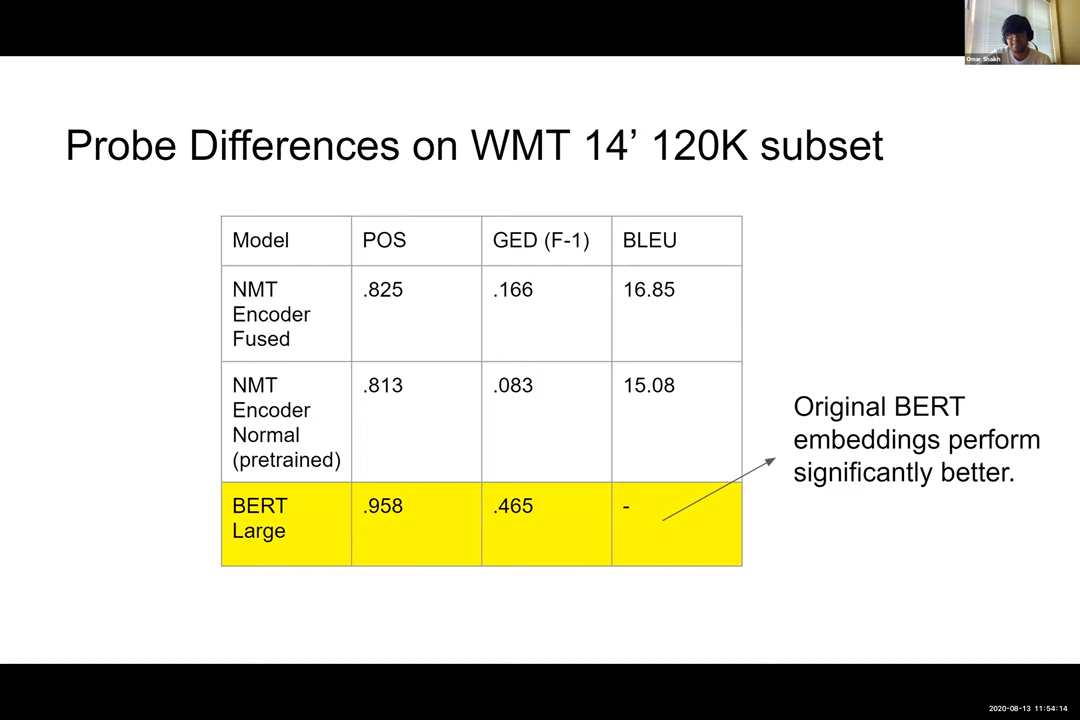 Omar Shaikh
Probe Differences on WMT 14’ 120K subset
Model POS GED (F-1) BLEU
NMT .825 .166 16.85
Encoder
Fused
NMT .813 .083 15.08
Encoder
Normal
(pretrained)
BERT .958 .465 -
Large
Original BERT
embeddings perform
significantly better.
2020-08-13 11:54:14